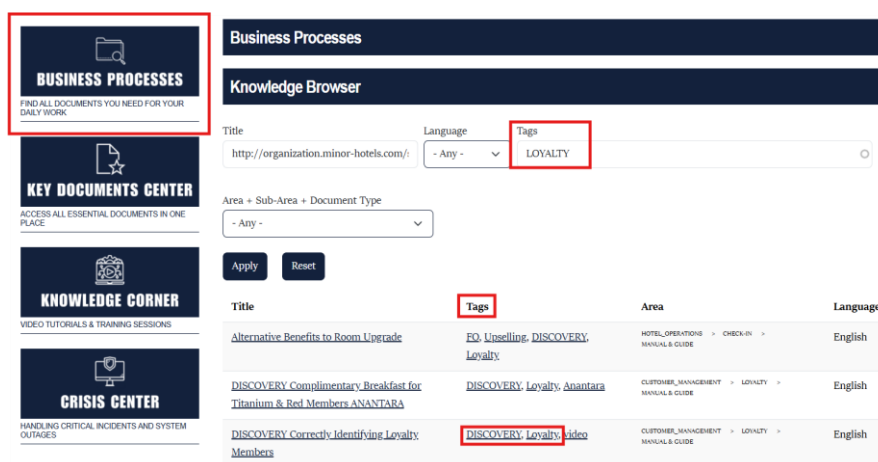 BUSINESS PROCESSES
FIND ALL DOCUMENTS YOU NEED FOR YOUR
DAILY WORK
KEY DOCUMENTS CENTER
ACCESS ALL ESSENTIAL DOCUMENTS IN ONE
PLACE
KNOWLEDGE CORNER
VIDEO TUTORIALS & TRAINING SESSIONS
CRISIS CENTER
HANDLING CRITICAL INCIDENTS AND SYSTEM
OUTAGES
Business Processes
Knowledge Browser
Title Language Tags
http://organization.minor-hotels.com/ - Any - LOYALTY
Area + Sub-Area + Document Type
- Any -
Apply Reset
Title Tags Area Language
Alternative Benefits to Room Upgrade FO, Upselling, DISCOVERY, HOTEL_OPERATIONS > CHECK-IN > English
Loyalty MANUAL & GUIDE
DISCOVERY Complimentary Breakfast for DISCOVERY, Loyalty, Anantara CUSTOMER_MANAGEMENT > LOYALTY > English
Titanium & Red Members ANANTARA MANUAL & GUIDE
DISCOVERY Correctly Identifying Loyalty DISCOVERY, Loyalty, video CUSTOMER_MANAGEMENT > LOYALTY > English
Members MANUAL & GUIDE